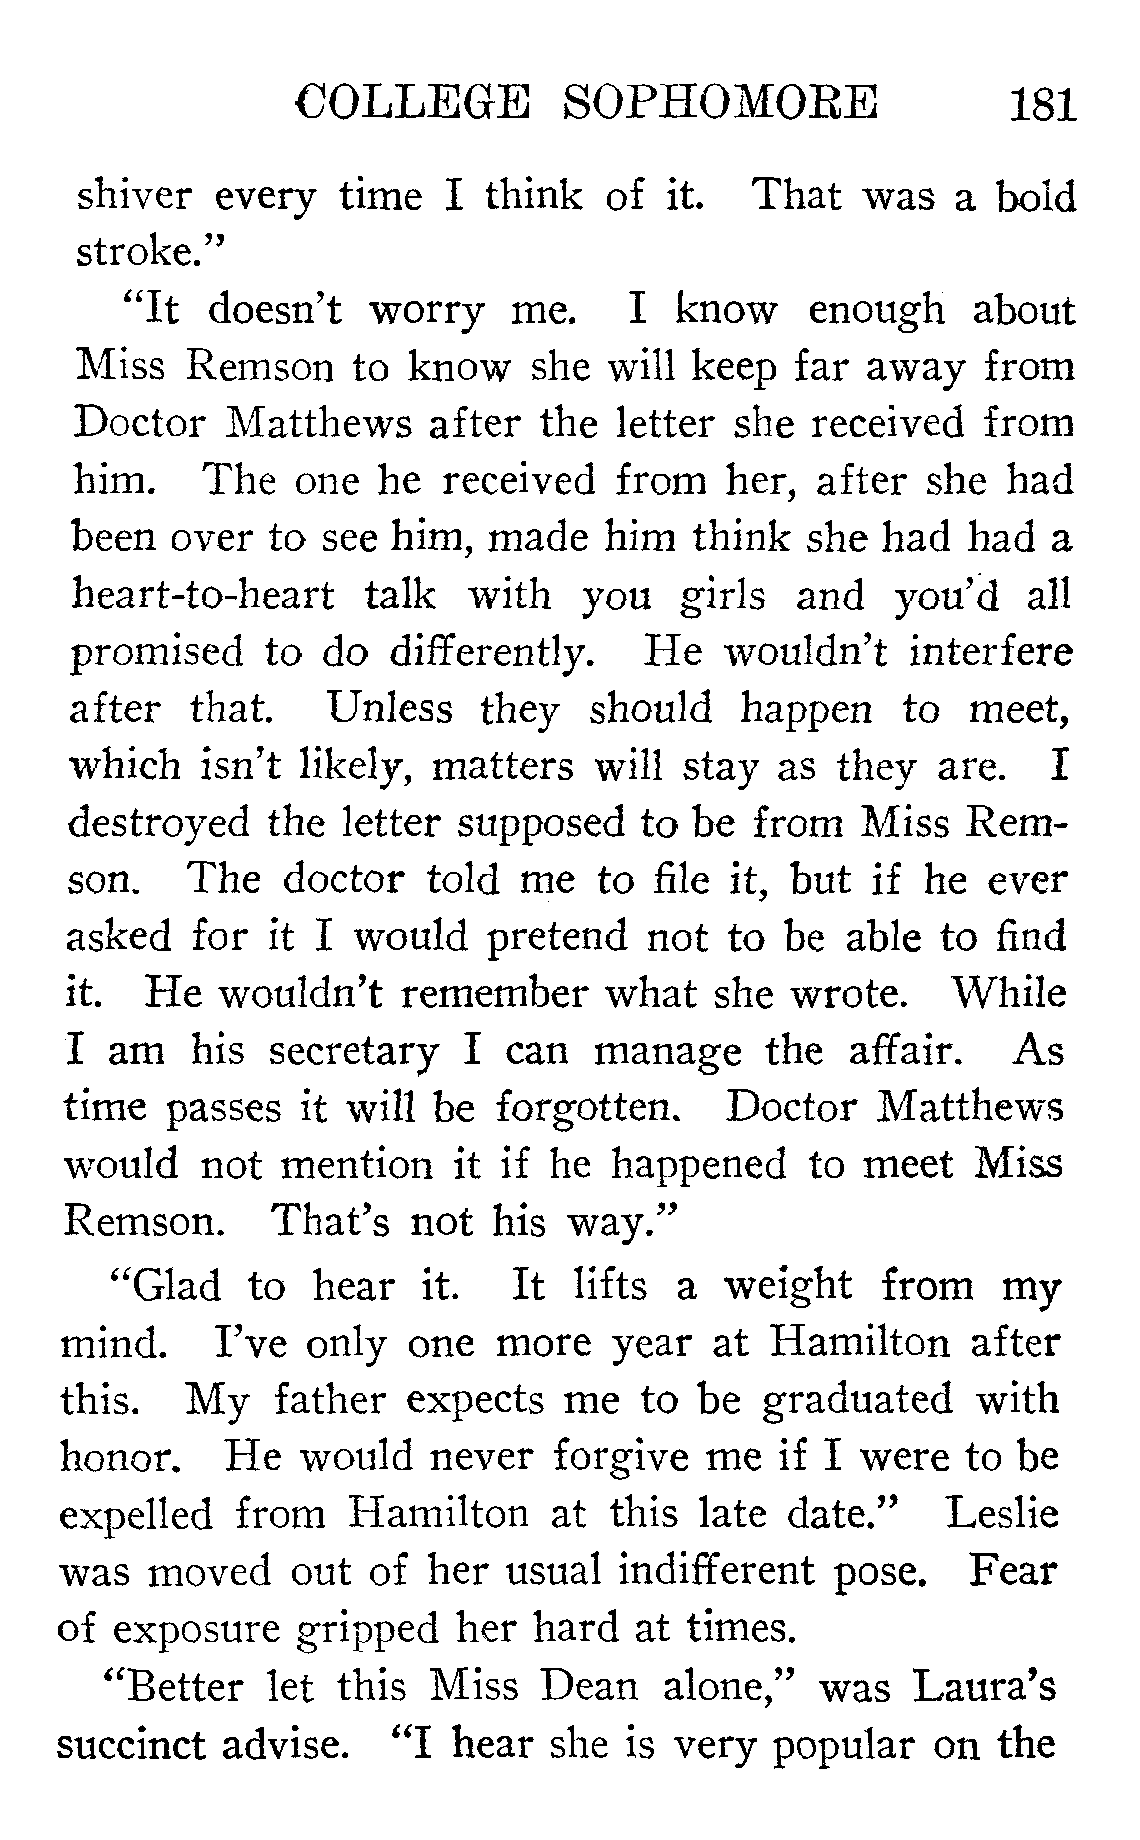 COLLEGE SOPHOMORE 181
shiver every time I think of it. That was a bold
stroke.”
“It doesn’t worry me. I know enough about
Miss Remson to know she will keep far away from
Doctor Matthews after the letter she received from
him. The one he received from her, after she had
been over to see him, made him think she had had a
heart-to-heart talk with you girls and you’d all
promised to do differently. He wouldn’t interfere
after that. Unless they should happen to meet,
which isn’t likely, matters will stay as they are. I
destroyed the letter supposed to be from Miss Rem-
son. The doctor told me to file it, but if he ever
asked for it I would pretend not to be able to find
it. He wouldn’t remember what she wrote. While
I am his secretary I can manage the affair. As
time passes it will be forgotten. Doctor Matthews
would not mention it if he happened to meet Miss
Remson. That’s not his way.”
“Glad to hear it. It lifts a weight from my
mind. I’ve only one more year at Hamilton after
this. My father expects me to be graduated with
honor. He would never forgive me if I were to be
expelled from Hamilton at this late date.” Leslie
was moved out of her usual indifferent pose. Fear
of exposure gripped her hard at times.
“Better let this Miss Dean alone,” was Laura’s
succinct advise. “I hear she is very popular on the